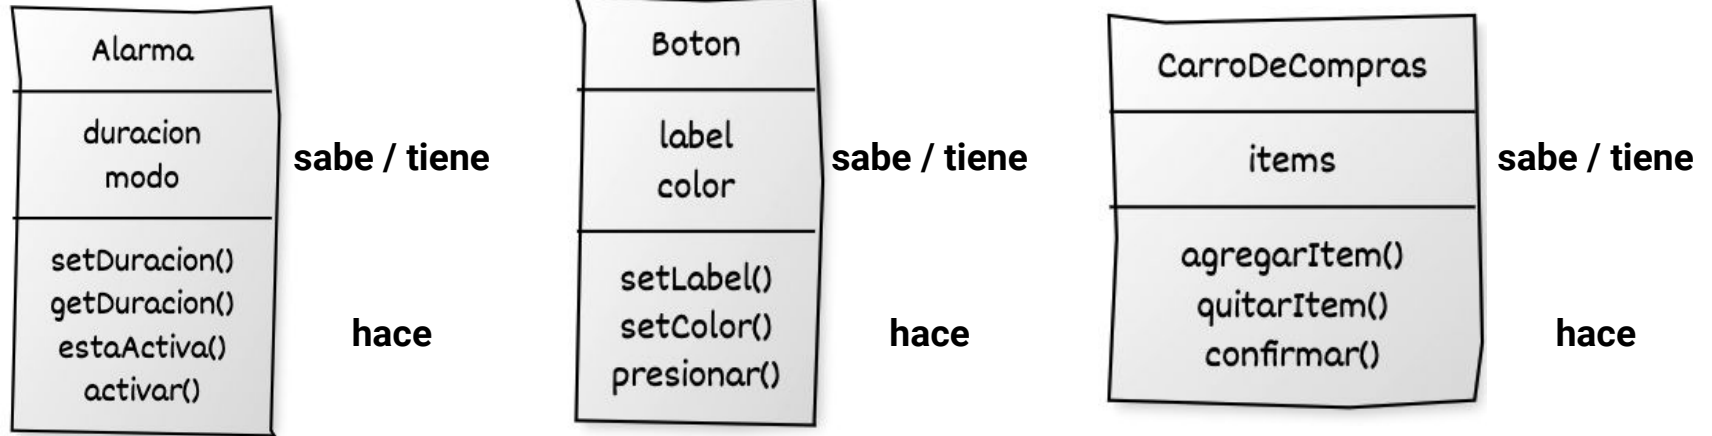 Alarma
duracion
modo
setDuracion()
getDuracion()
estaActiva()
activar()
sabe / tiene
hace
Boton
label
color
setLabel()
setColor()
presionar()
sabe / tiene
hace
CarroDeCompras
items
agregarItem()
quitarItem()
confirmar()
sabe / tiene
hace